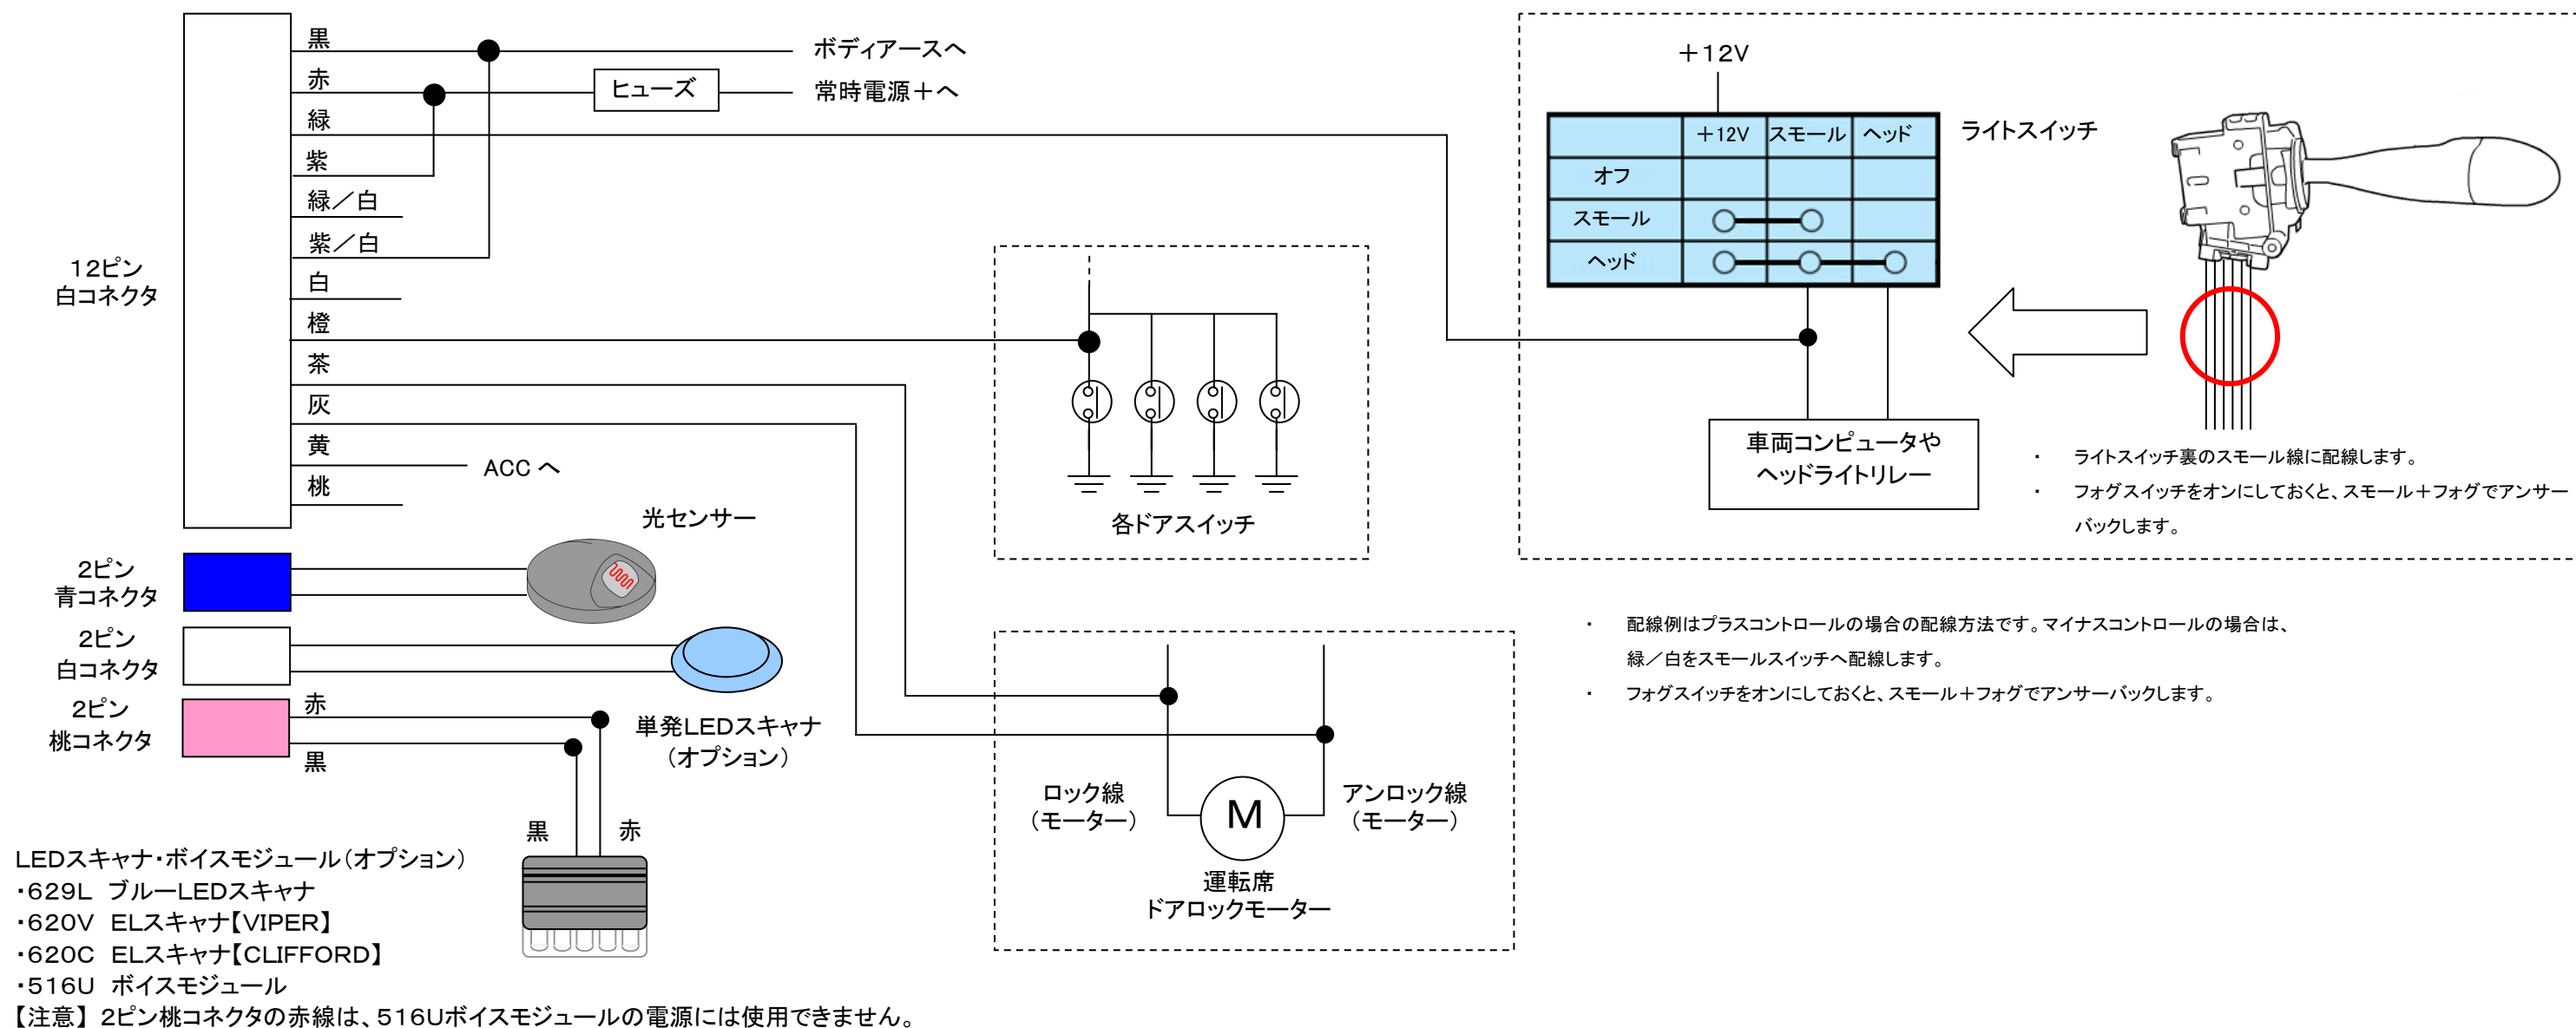 黒
ボディアースへ
赤
ヒューズ
常時電源＋へ
緑
紫
緑／白
紫／白
12ピン
白コネクタ
白
橙
茶
灰
黄
ACC へ
桃
各ドアスイッチ
＋12V
＋12V
スモール
ヘッド
オフ
スモール
ヘッド
ライトスイッチ
車両コンピュータや
ヘッドライトリレー
・ ライトスイッチ裏のスモール線に配線します。
・ フォグスイッチをオンにしておくと、スモール＋フォグでアンサー
バックします。
2ピン
青コネクタ
光センサー
2ピン
白コネクタ
単発LEDスキャナ
（オプション）
2ピン
桃コネクタ
赤
黒
黒
赤
ロック線
（モーター）
M
アンロック線
（モーター）
運転席
ドアロックモーター
・ 配線例はプラスコントロールの場合の配線方法です。マイナスコントロールの場合は、
緑／白をスモールスイッチへ配線します。
・ フォグスイッチをオンにしておくと、スモール＋フォグでアンサーバックします。
LEDスキャナ・ボイスモジュール（オプション）
・629L ブルーLEDスキャナ
・620V ELスキャナ【VIPER】
・620C ELスキャナ【CLIFFORD】
・516U ボイスモジュール
【注意】 2ピン桃コネクタの赤線は、516Uボイスモジュールの電源には使用できません。